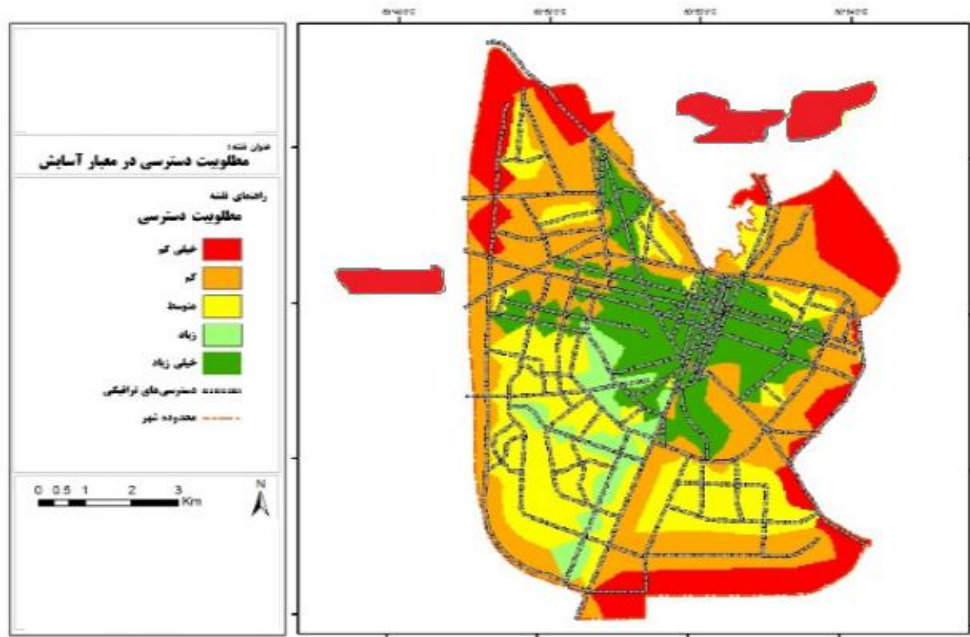 عنوان نقشه:
مطلوبیت دسترسی در معیار آسایش
راهنمای نقشه
مطلوبیت دسترسی
خیلی کم
کم
متوسط
زیاد
خیلی زیاد
دسترسی‌های ترافیکی
محدوده شهر
N
0 0.5 1 2 3
Km